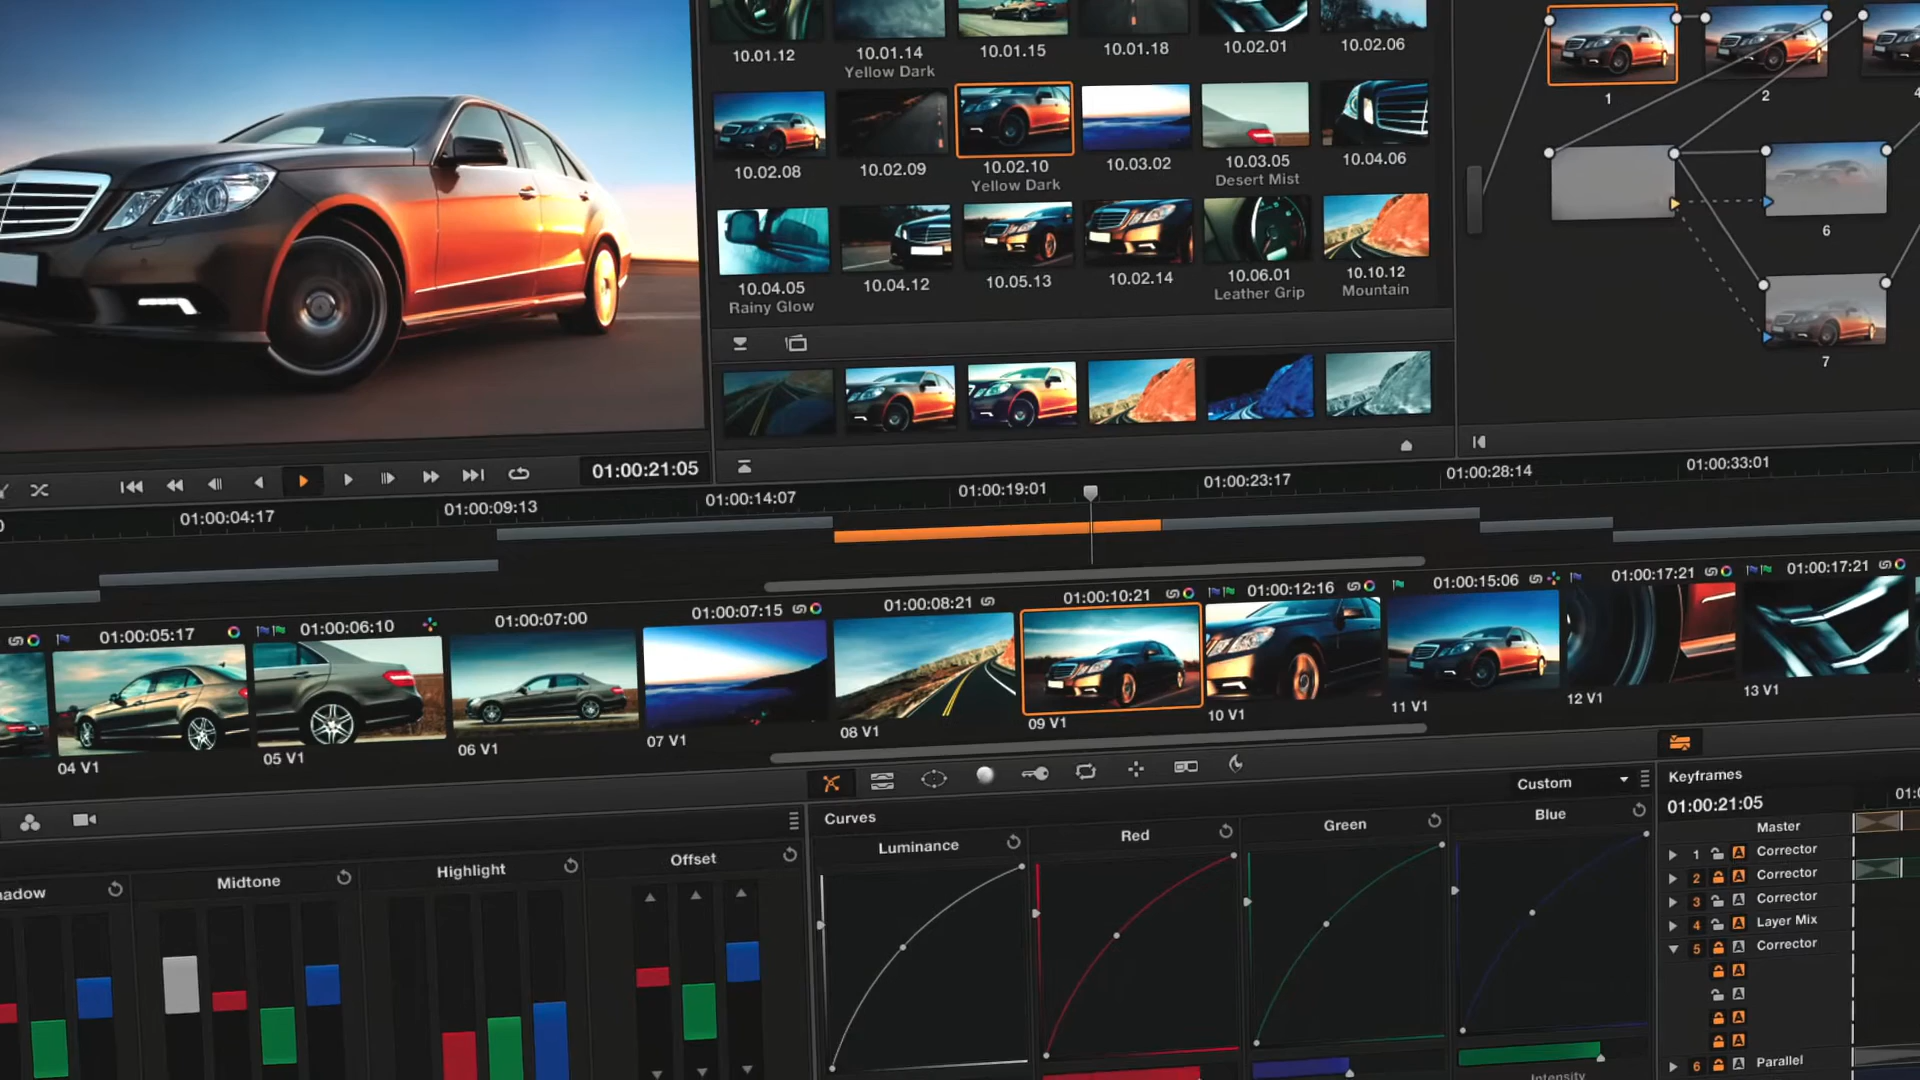 10.01.12
10.01.14
Yellow Dark
10.01.15
10.01.18
10.02.01
10.02.06
10.02.08
10.02.09
10.02.10
Yellow Dark
10.03.02
10.03.05
Desert Mist
10.04.06
10.04.05
Rainy Glow
10.04.12
10.05.13
10.02.14
10.06.01
Leather Grip
10.10.12
Mountain
1
2
4
6
7
01:00:21:05
01:00:04:17
01:00:09:13
01:00:14:07
01:00:19:01
01:00:23:17
01:00:28:14
01:00:33:01
01:00:05:17
01:00:06:10
01:00:07:00
01:00:07:15
01:00:08:21
01:00:10:21
01:00:12:16
01:00:15:06
01:00:17:21
01:00:17:21
04 V1
05 V1
06 V1
07 V1
08 V1
09 V1
10 V1
11 V1
12 V1
13 V1
adow
Midtone
Highlight
Offset
Curves
Custom
Luminance
Red
Green
Blue
Intensity
Keyframes
01:00:21:05
01:0
Master
1 A Corrector
2 A Corrector
3 A Corrector
4 A Layer Mix
5 A Corrector
A
A
A
A
6 A Parallel